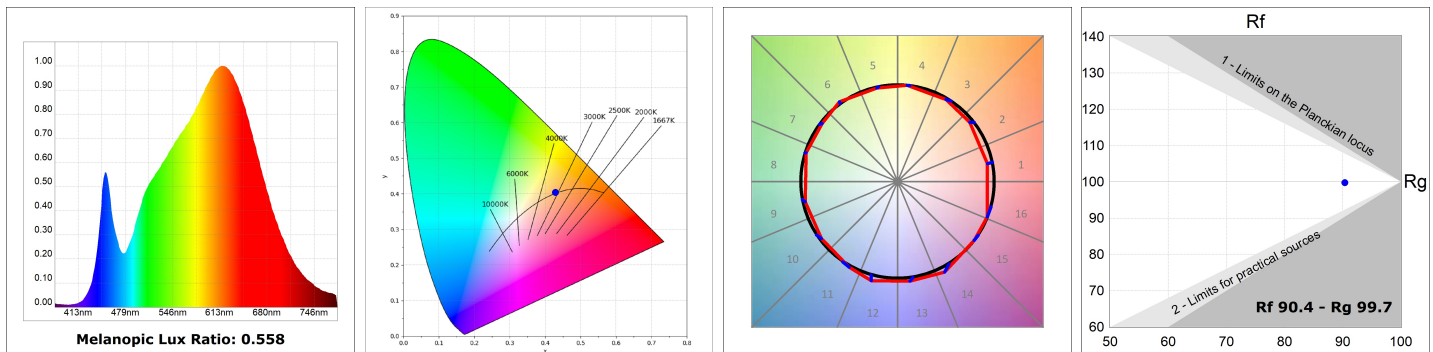 1.00
0.90
0.80
0.70
0.60
0.50
0.40
0.30
0.20
0.10
0.00
413nm 479nm 546nm 613nm 680nm 746nm
Melanopic Lux Ratio: 0.558
0.9
0.8
0.7
0.6
0.5
0.4
0.3
0.2
0.1
0.0
y
0.0 0.1 0.2 0.3 0.4 0.5 0.6 0.7 0.8
x
10000K
6000K
4000K
3000K
2500K
2000K
1667K
1
2
3
4
5
6
7
8
9
10
11
12
13
14
15
16
Rf
140
130
120
110
100
90
80
70
60
50 60 70 80 90 100
Rg
1 - Limits on the Planckian locus
2 - Limits for practical sources
Rf 90.4 - Rg 99.7